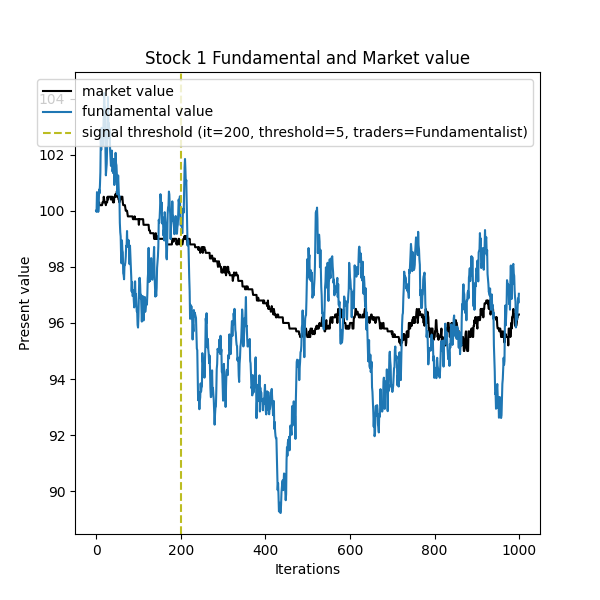 Stock 1 Fundamental and Market value
market value
fundamental value
signal threshold (it=200, threshold=5, traders=Fundamentalist)
104
102
100
98
96
94
92
90
Present value
0 200 400 600 800 1000
Iterations